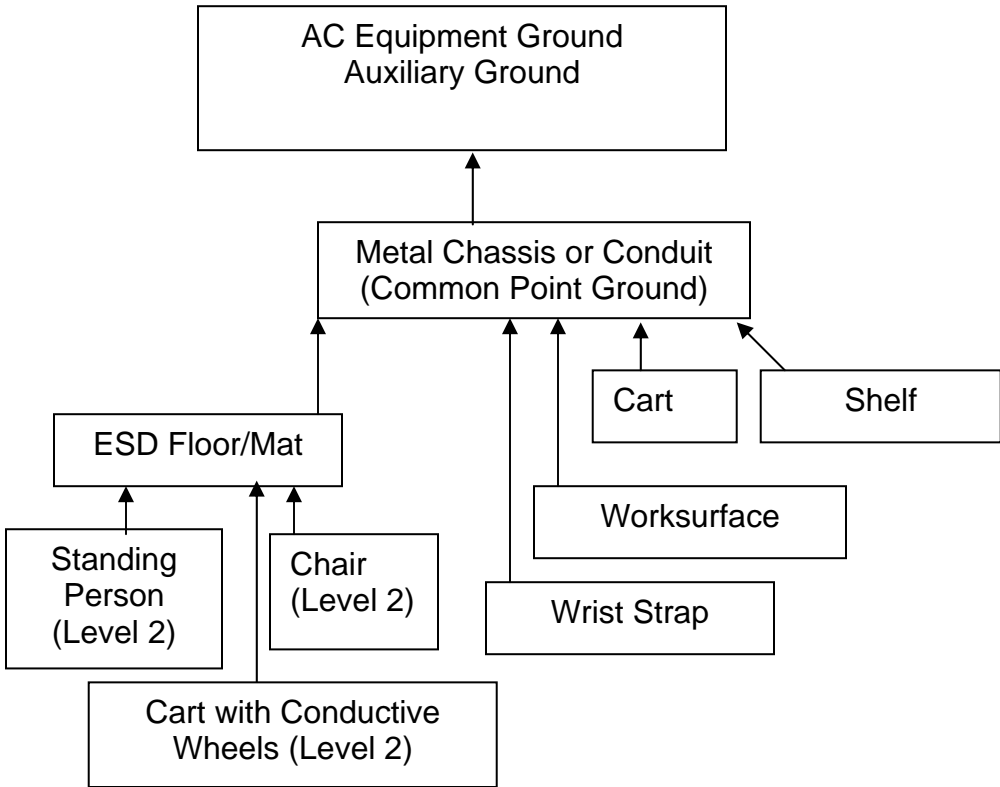 AC Equipment Ground
Auxiliary Ground
Metal Chassis or Conduit
(Common Point Ground)
Cart
Shelf
ESD Floor/Mat
Worksurface
Standing
Person
(Level 2)
Chair
(Level 2)
Wrist Strap
Cart with Conductive
Wheels (Level 2)